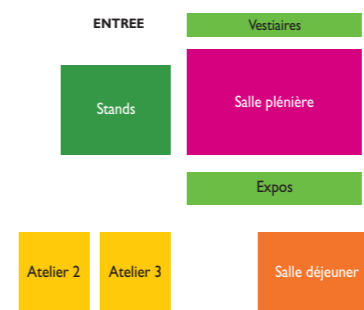 ENTREE
Vestiaires
Stands
Salle plénière
Expos
Atelier 2
Atelier 3
Salle déjeuner